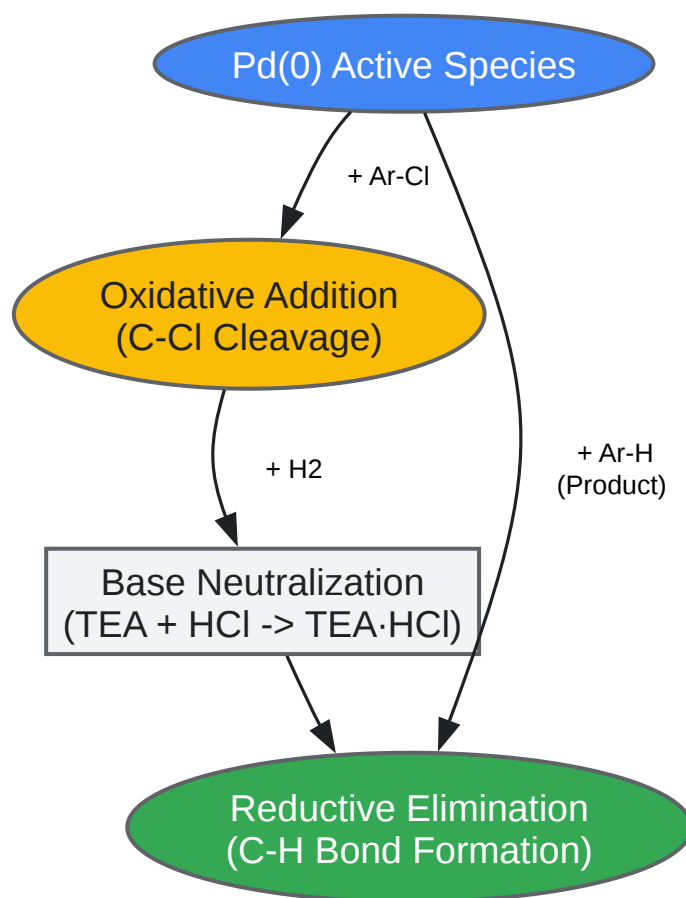 Pd(0) Active Species
+ Ar-Cl
Oxidative Addition
(C-Cl Cleavage)
+ H2
+ Ar-H
(Product)
Base Neutralization
(TEA + HCl -> TEA·HCl)
Reductive Elimination
(C-H Bond Formation)